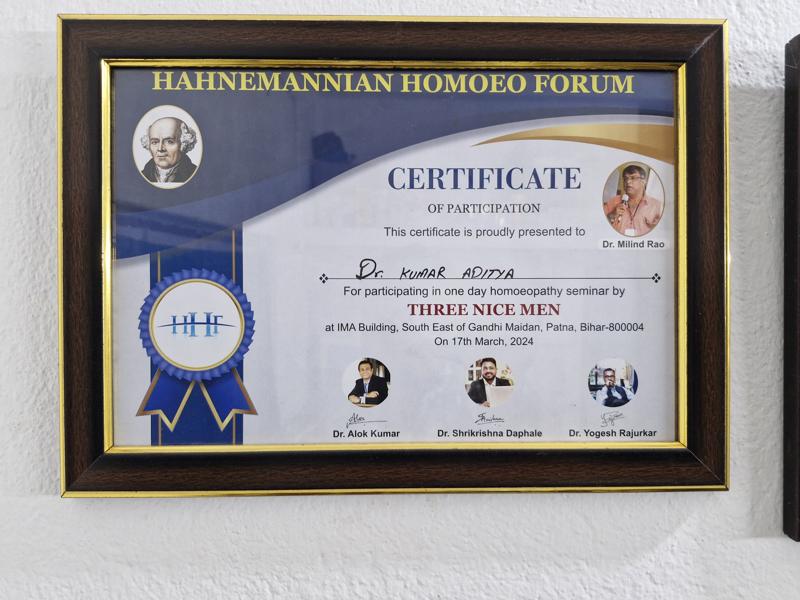 HAHNEMANNIAN HOMOEO FORUM
CERTIFICATE
OF PARTICIPATION
This certificate is proudly presented to
Dr. Milind Rao
Dr. KUMAR ADITYA
For participating in one day homoeopathy seminar by
THREE NICE MEN
at IMA Building, South East of Gandhi Maidan, Patna, Bihar-800004
On 17th March, 2024
HHF
Dr. Alok Kumar
Dr. Shrikrishna Daphale
Dr. Yogesh Rajurkar